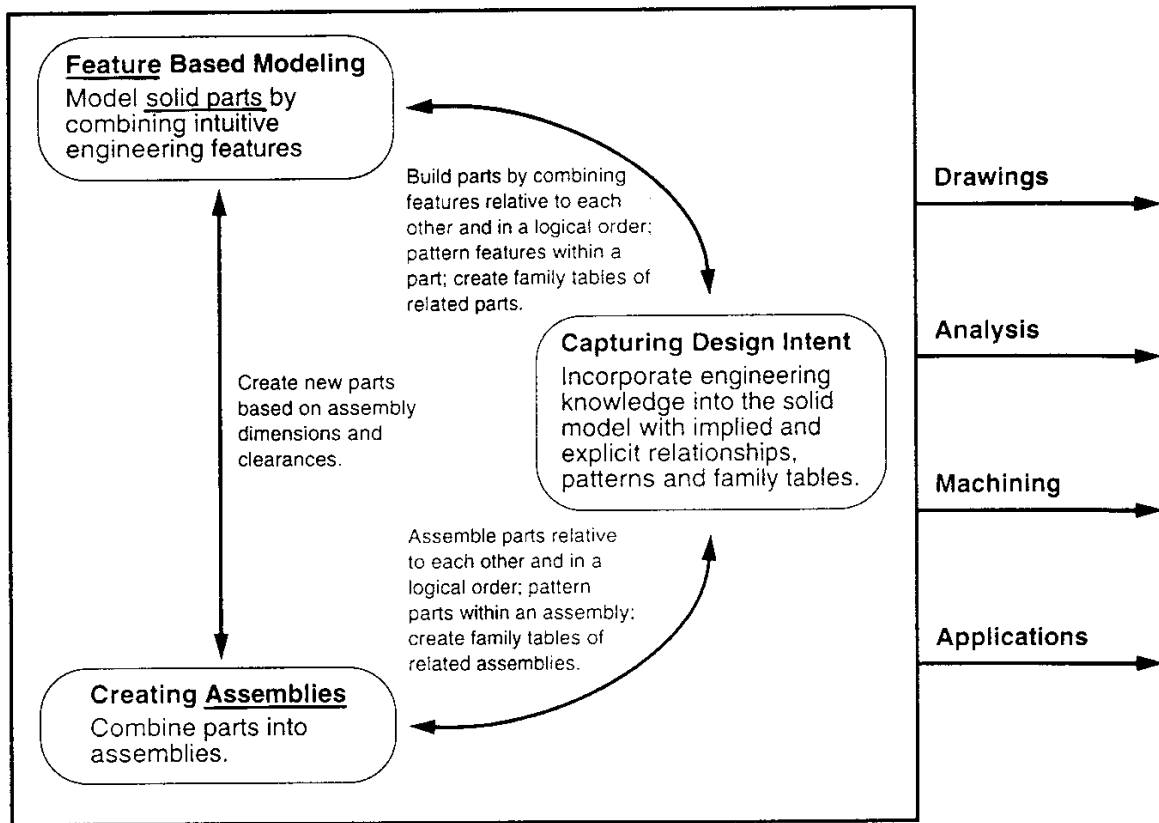 Feature Based Modeling
Model solid parts by
combining intuitive
engineering features
Build parts by combining
features relative to each
other and in a logical order;
pattern features within a
part; create family tables of
related parts.
Create new parts
based on assembly
dimensions and
clearances.
Capturing Design Intent
Incorporate engineering
knowledge into the solid
model with implied and
explicit relationships,
patterns and family tables.
Assemble parts relative
to each other and in a
logical order; pattern
parts within an assembly;
create family tables of
related assemblies.
Creating Assemblies
Combine parts into
assemblies.
Drawings
Analysis
Machining
Applications